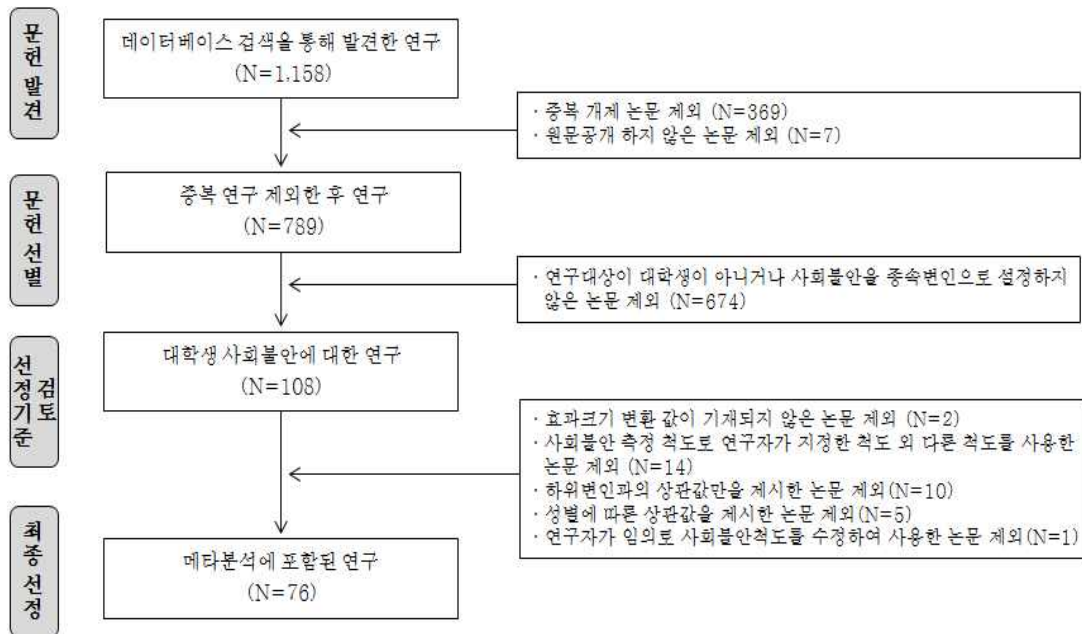 문헌 발견
데이터베이스 검색을 통해 발견한 연구
(N=1,158)
· 중복 개제 논문 제외 (N=369)
· 원문공개 하지 않은 논문 제외 (N=7)
문헌 선별
중복 연구 제외한 후 연구
(N=789)
· 연구대상이 대학생이 아니거나 사회불안을 종속변인으로 설정하지
않은 논문 제외 (N=674)
선정기준 검토
대학생 사회불안에 대한 연구
(N=108)
· 효과크기 변환 값이 기재되지 않은 논문 제외 (N=2)
· 사회불안 측정 척도로 연구자가 지정한 척도 외 다른 척도를 사용한
논문 제외 (N=14)
· 하위변인과의 상관값만을 제시한 논문 제외(N=10)
· 성별에 따른 상관값을 제시한 논문 제외(N=5)
· 연구자가 임의로 사회불안척도를 수정하여 사용한 논문 제외(N=1)
최종 선정
메타분석에 포함된 연구
(N=76)